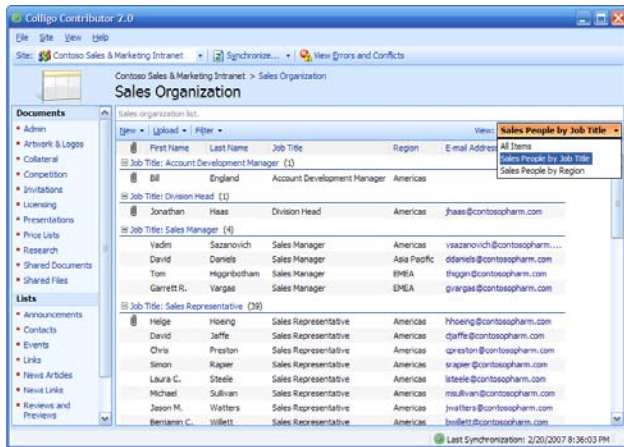 Colligo Contributor 2.0
File Site View Help
Site: Contoso Sales & Marketing Intranet Synchronize... View Errors and Conflicts
Contoso Sales & Marketing Intranet > Sales Organization
Sales Organization
Documents
Admin
Artwork & Logos
Collateral
Competition
Invitations
Licensing
Presentations
Price Lists
Research
Shared Documents
Shared Files
Lists
Announcements
Contacts
Events
Links
News Articles
News Links
Reviews and
Previews
Sales organization list.
New Upload Filter View: Sales People by Job Title
All Items
Sales People by Job Title
Sales People by Region
First Name Last Name Job Title Region E-mail Address
Job Title: Account Development Manager (1)
Bill England Account Development Manager Americas
Job Title: Division Head (1)
Jonathan Haas Division Head Americas jhaas@contosopharm.com
Job Title: Sales Manager (4)
Vadim Sazanovich Sales Manager Americas vsazanovich@contosopharm....
David Daniels Sales Manager Asia Pacific ddaniels@contosopharm.com
Tom Higginbotham Sales Manager EMEA thiggin@contosopharm.com
Garrett R. Vargas Sales Manager EMEA gvargas@contosopharm.com
Job Title: Sales Representative (39)
Helge Hoeing Sales Representative Americas hhoeing@contosopharm.com
David Jaffe Sales Representative Americas djaffe@contosopharm.com
Chris Preston Sales Representative Americas cpreston@contosopharm.com
Simon Rapier Sales Representative Americas srapier@contosopharm.com
Laura C. Steele Sales Representative Americas lsteele@contosopharm.com
Michael Sullivan Sales Representative Americas msullivan@contosopharm.com
Jason M. Watters Sales Representative Americas jwatters@contosopharm.com
Benjamin C. Willett Sales Representative Americas bwillett@contosopharm.com
Last Synchronization: 2/20/2007 8:36:03 PM